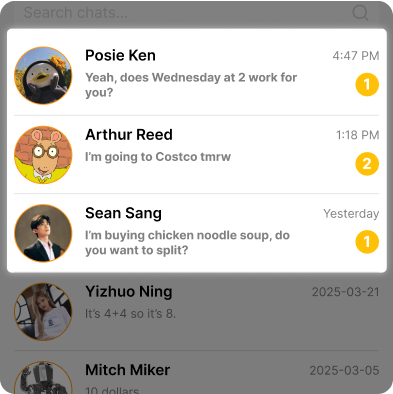 Search chats...
Posie Ken
4:47 PM
Yeah, does Wednesday at 2 work for
you?
1
Arthur Reed
1:18 PM
I'm going to Costco tmrw
2
Sean Sang
Yesterday
I'm buying chicken noodle soup, do
you want to split?
1
Yizhuo Ning
2025-03-21
It's 4+4 so it's 8.
Mitch Miker
2025-03-05
10 dollars